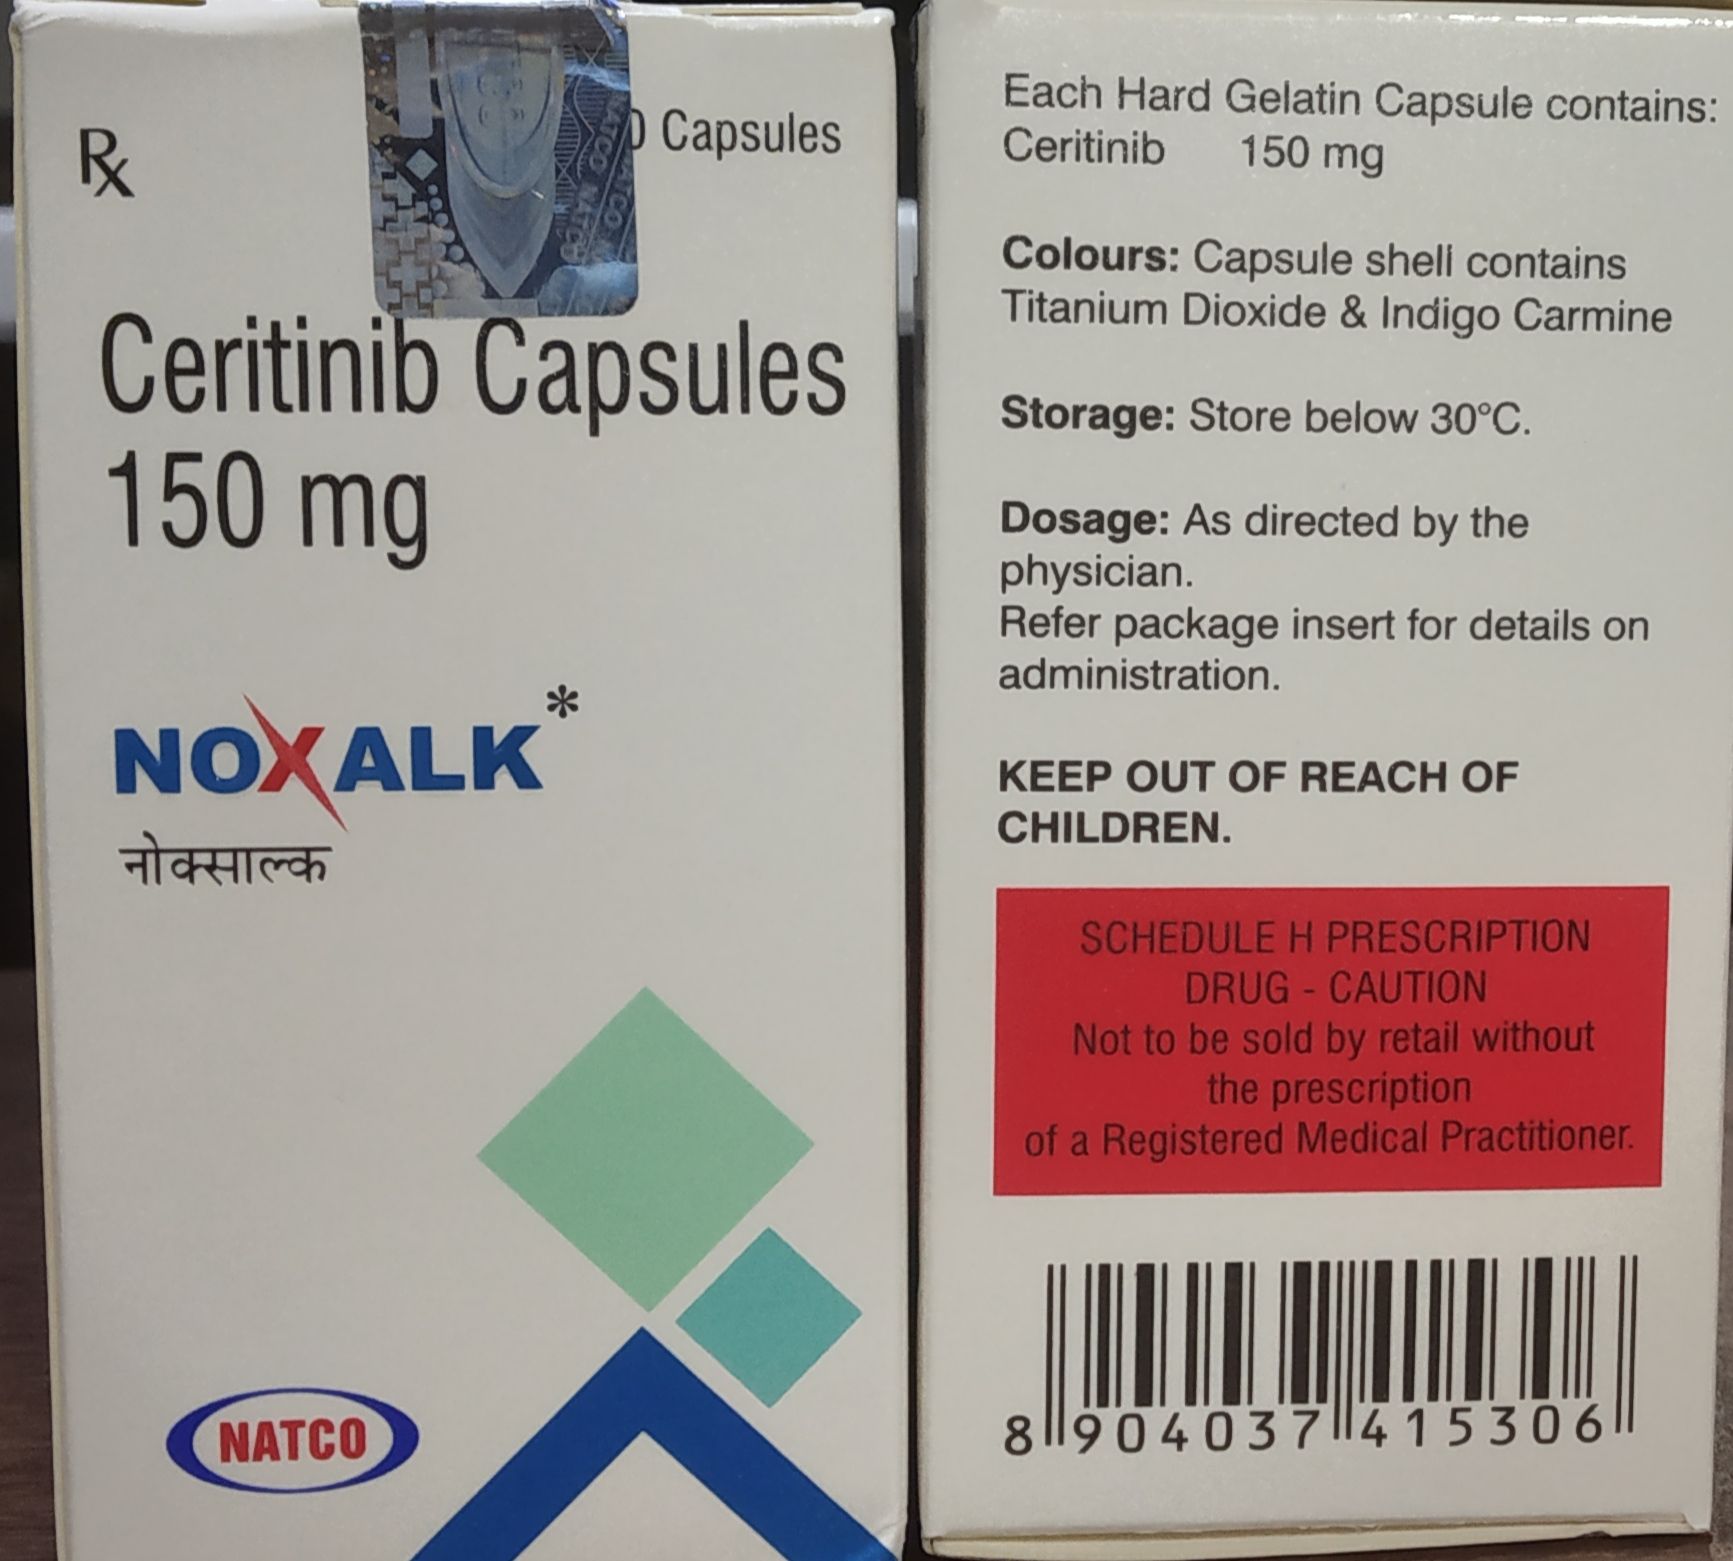 Rx
Capsules
Ceritinib Capsules
150 mg
NOXALK*
नोक्साल्क
NATCO
Each Hard Gelatin Capsule contains:
Ceritinib 150 mg
Colours: Capsule shell contains
Titanium Dioxide & Indigo Carmine
Storage: Store below 30°C.
Dosage: As directed by the
physician.
Refer package insert for details on
administration.
KEEP OUT OF REACH OF
CHILDREN.
SCHEDULE H PRESCRIPTION
DRUG - CAUTION
Not to be sold by retail without
the prescription
of a Registered Medical Practitioner.
8 904037 415306